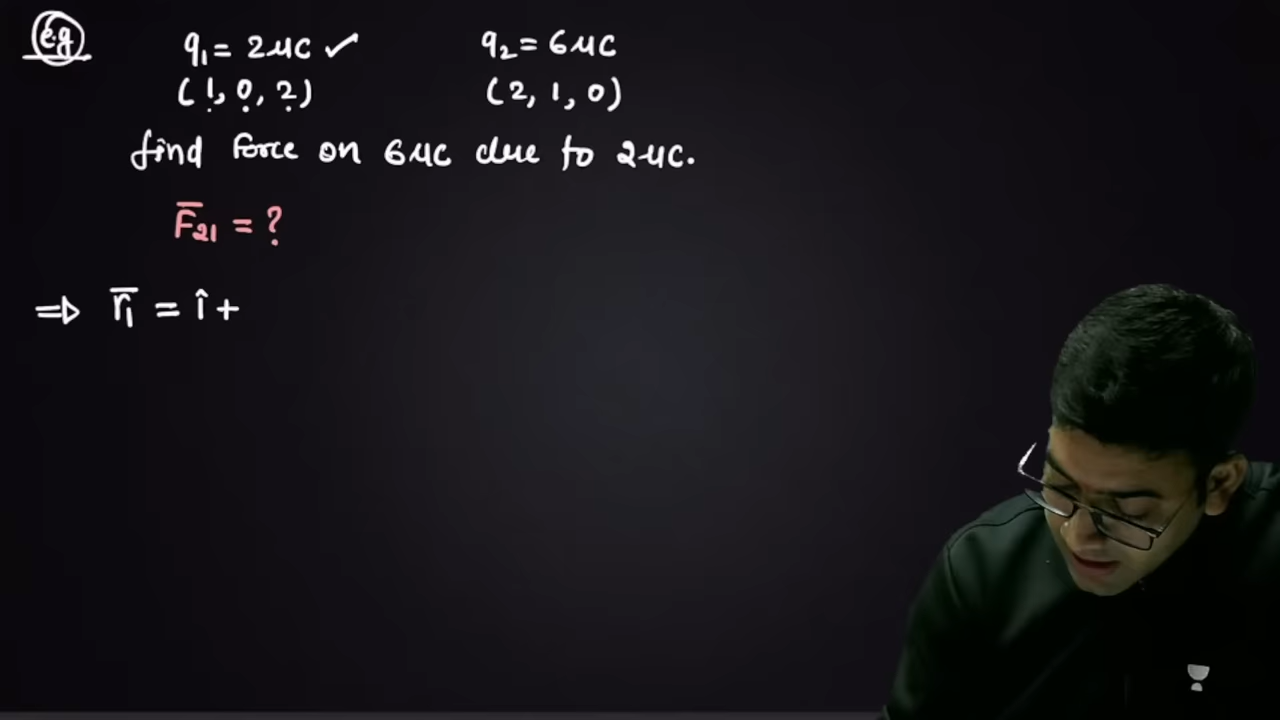 e.g
q₁ = 2μC ✓ q₂ = 6μC
(1, 0, 2) (2, 1, 0)
find force on 6μC due to 2μC.
F̅₂₁ = ?
⇒ r̅₁ = î +